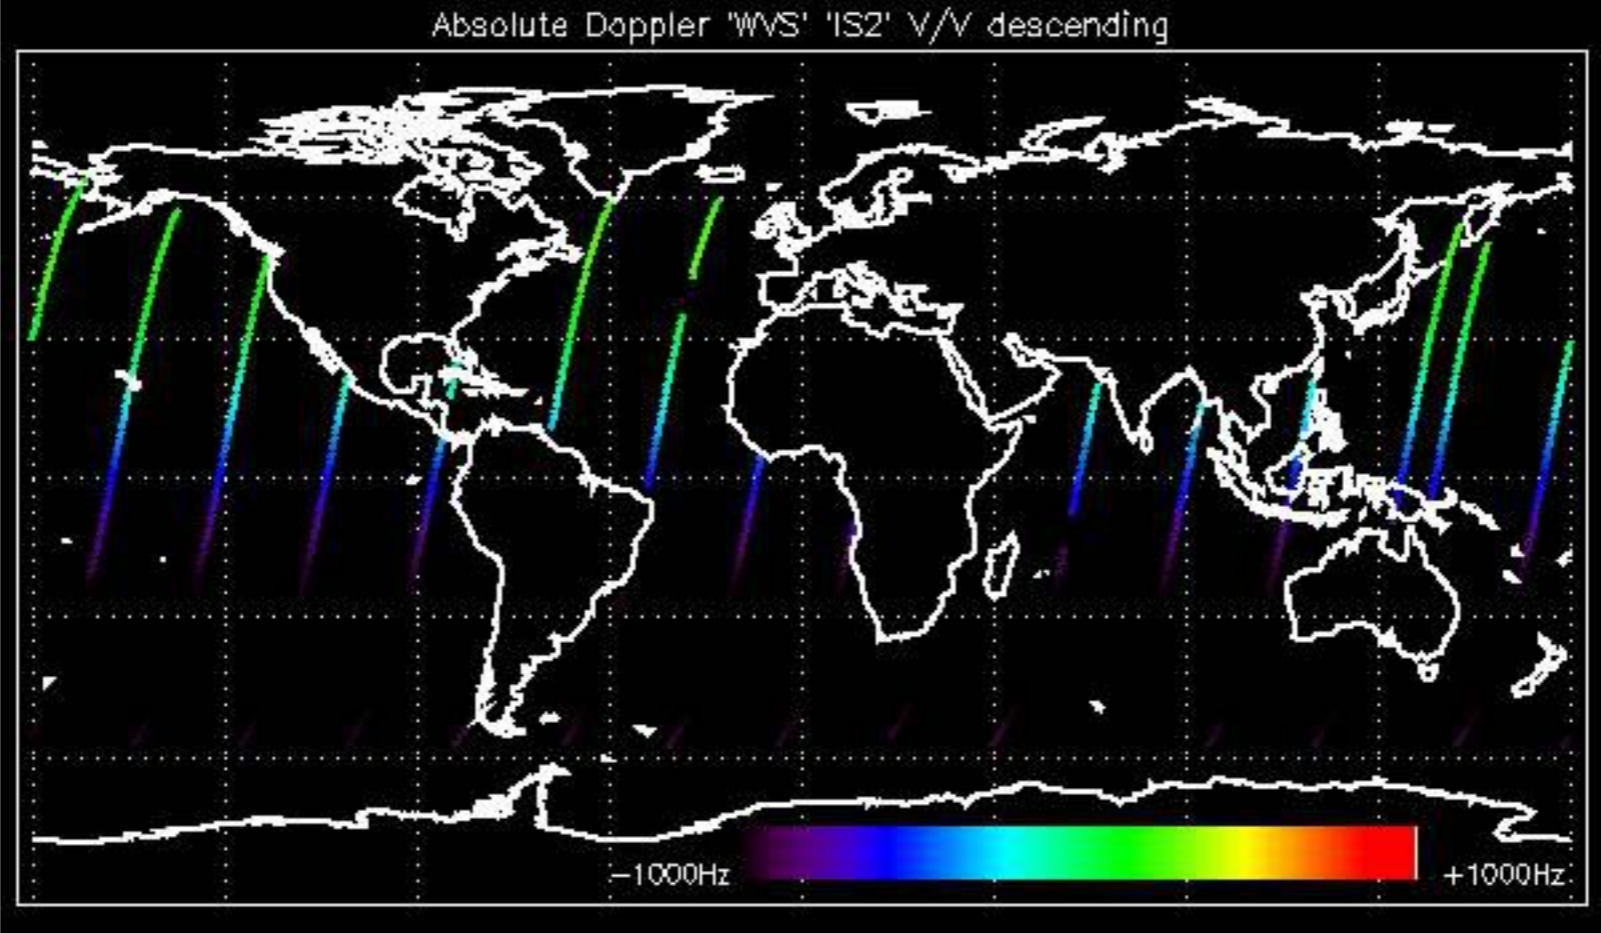 Absolute Doppler 'WVS' 'IS2' V/V descending
−1000Hz
+1000Hz